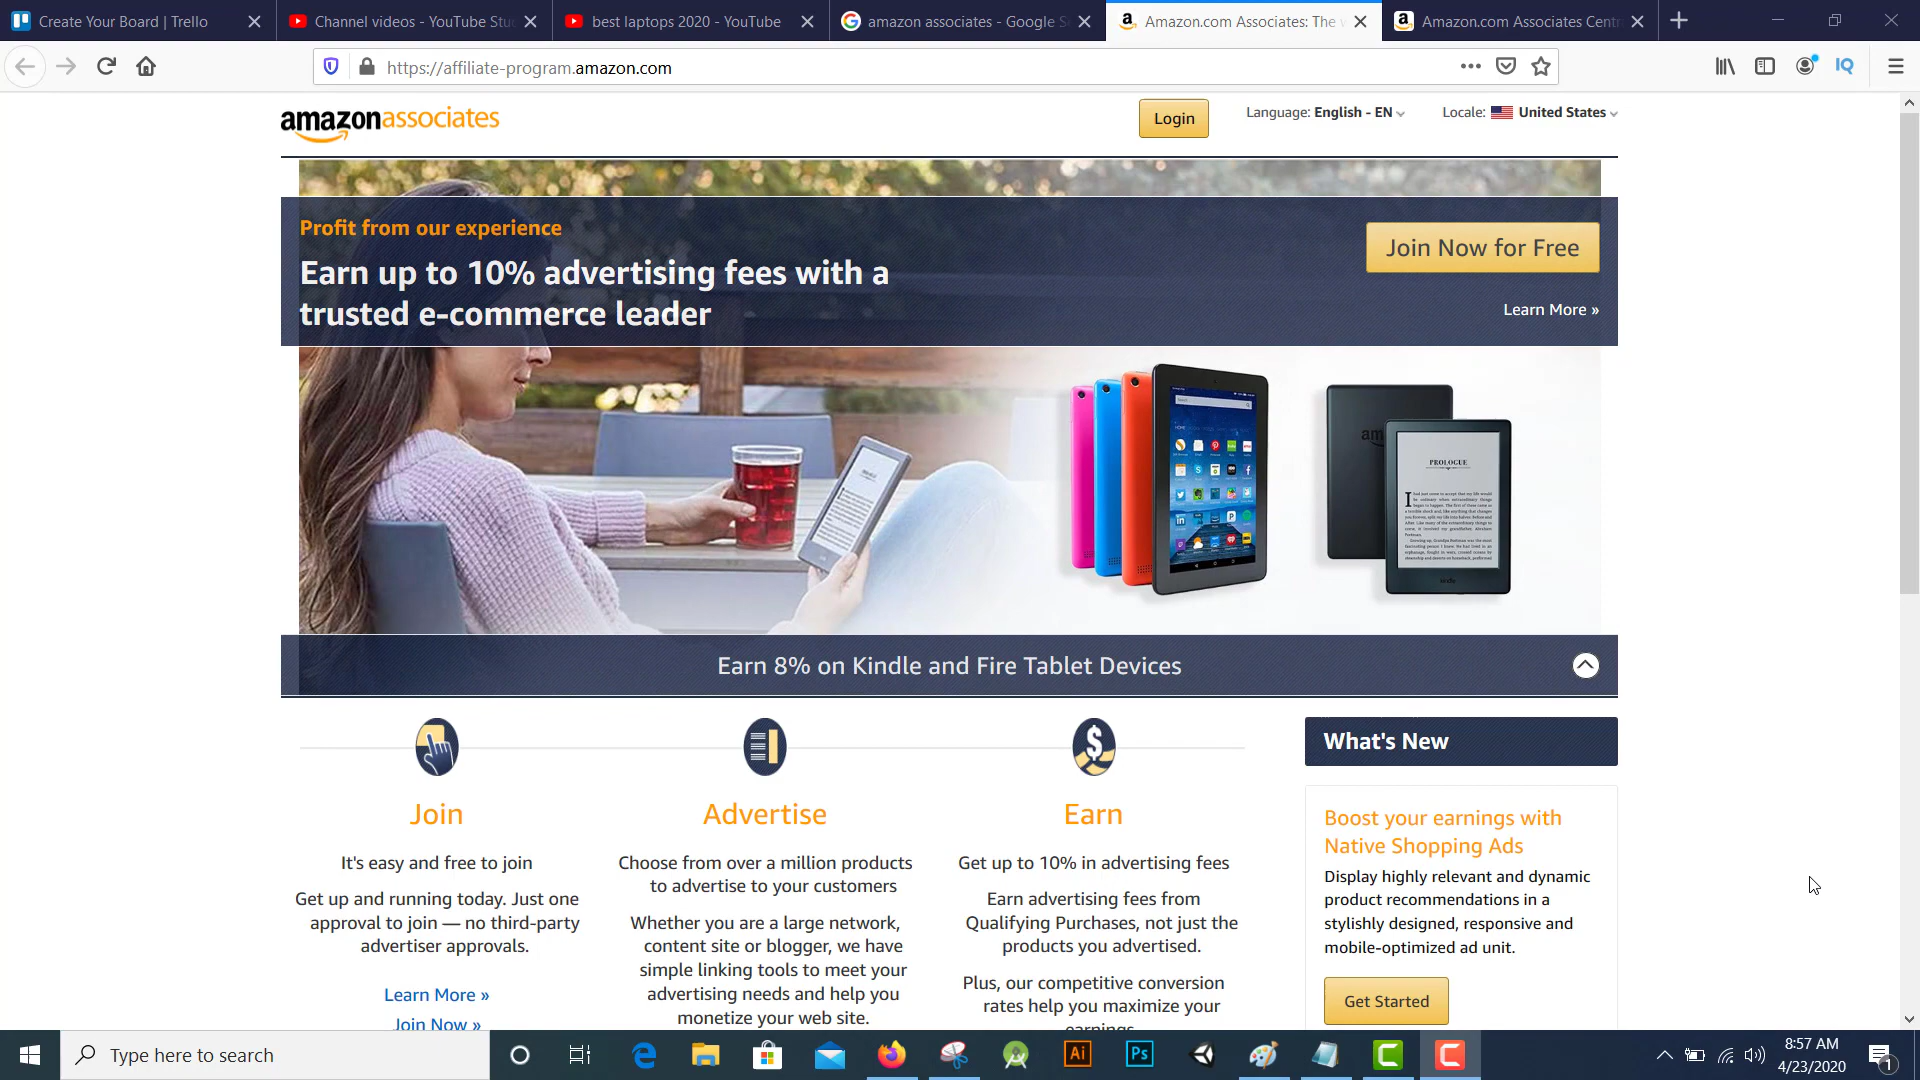 Create Your Board | Trello
Channel videos - YouTube Stu
best laptops 2020 - YouTube
amazon associates - Google S
Amazon.com Associates: The w
Amazon.com Associates Cent
https://affiliate-program.amazon.com
IQ
amazonassociates
Login
Language: English - EN
Locale: United States
Profit from our experience
Earn up to 10% advertising fees with a
trusted e-commerce leader
Join Now for Free
Learn More »
PROLOGUE
Earn 8% on Kindle and Fire Tablet Devices
Join
It's easy and free to join
Get up and running today. Just one
approval to join — no third-party
advertiser approvals.
Learn More »
Join Now »
Advertise
Choose from over a million products
to advertise to your customers
Whether you are a large network,
content site or blogger, we have
simple linking tools to meet your
advertising needs and help you
monetize your web site.
Earn
Get up to 10% in advertising fees
Earn advertising fees from
Qualifying Purchases, not just the
products you advertised.
Plus, our competitive conversion
rates help you maximize your
earnings.
What's New
Boost your earnings with
Native Shopping Ads
Display highly relevant and dynamic
product recommendations in a
stylishly designed, responsive and
mobile-optimized ad unit.
Get Started
Type here to search
Ai
Ps
8:57 AM
4/23/2020
1